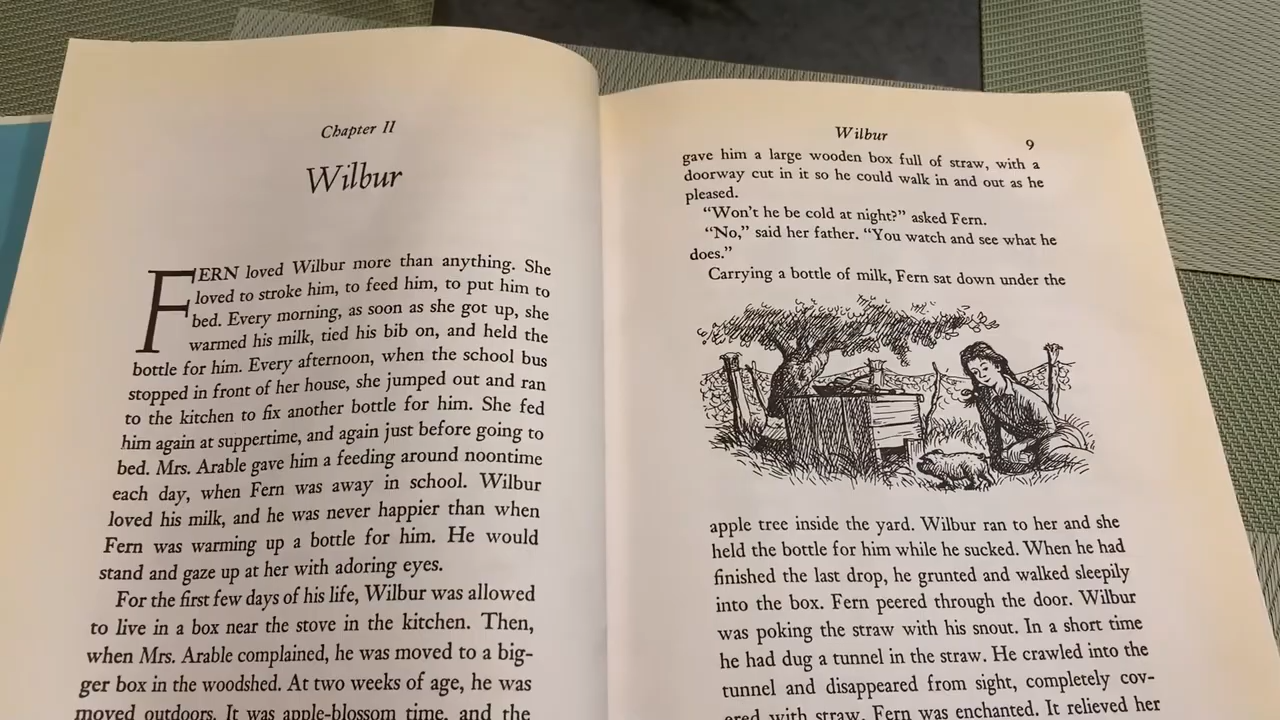 Chapter II
Wilbur
FERN loved Wilbur more than anything. She
loved to stroke him, to feed him, to put him to
bed. Every morning, as soon as she got up, she
warmed his milk, tied his bib on, and held the
bottle for him. Every afternoon, when the school bus
stopped in front of her house, she jumped out and ran
to the kitchen to fix another bottle for him. She fed
him again at suppertime, and again just before going to
bed. Mrs. Arable gave him a feeding around noontime
each day, when Fern was away in school. Wilbur
loved his milk, and he was never happier than when
Fern was warming up a bottle for him. He would
stand and gaze up at her with adoring eyes.
For the first few days of his life, Wilbur was allowed
to live in a box near the stove in the kitchen. Then,
when Mrs. Arable complained, he was moved to a big-
ger box in the woodshed. At two weeks of age, he was
moved outdoors. It was apple-blossom time, and the
Wilbur 9
gave him a large wooden box full of straw, with a
doorway cut in it so he could walk in and out as he
pleased.
“Won’t he be cold at night?” asked Fern.
“No,” said her father. “You watch and see what he
does.”
Carrying a bottle of milk, Fern sat down under the
apple tree inside the yard. Wilbur ran to her and she
held the bottle for him while he sucked. When he had
finished the last drop, he grunted and walked sleepily
into the box. Fern peered through the door. Wilbur
was poking the straw with his snout. In a short time
he had dug a tunnel in the straw. He crawled into the
tunnel and disappeared from sight, completely cov-
ered with straw. Fern was enchanted. It relieved her